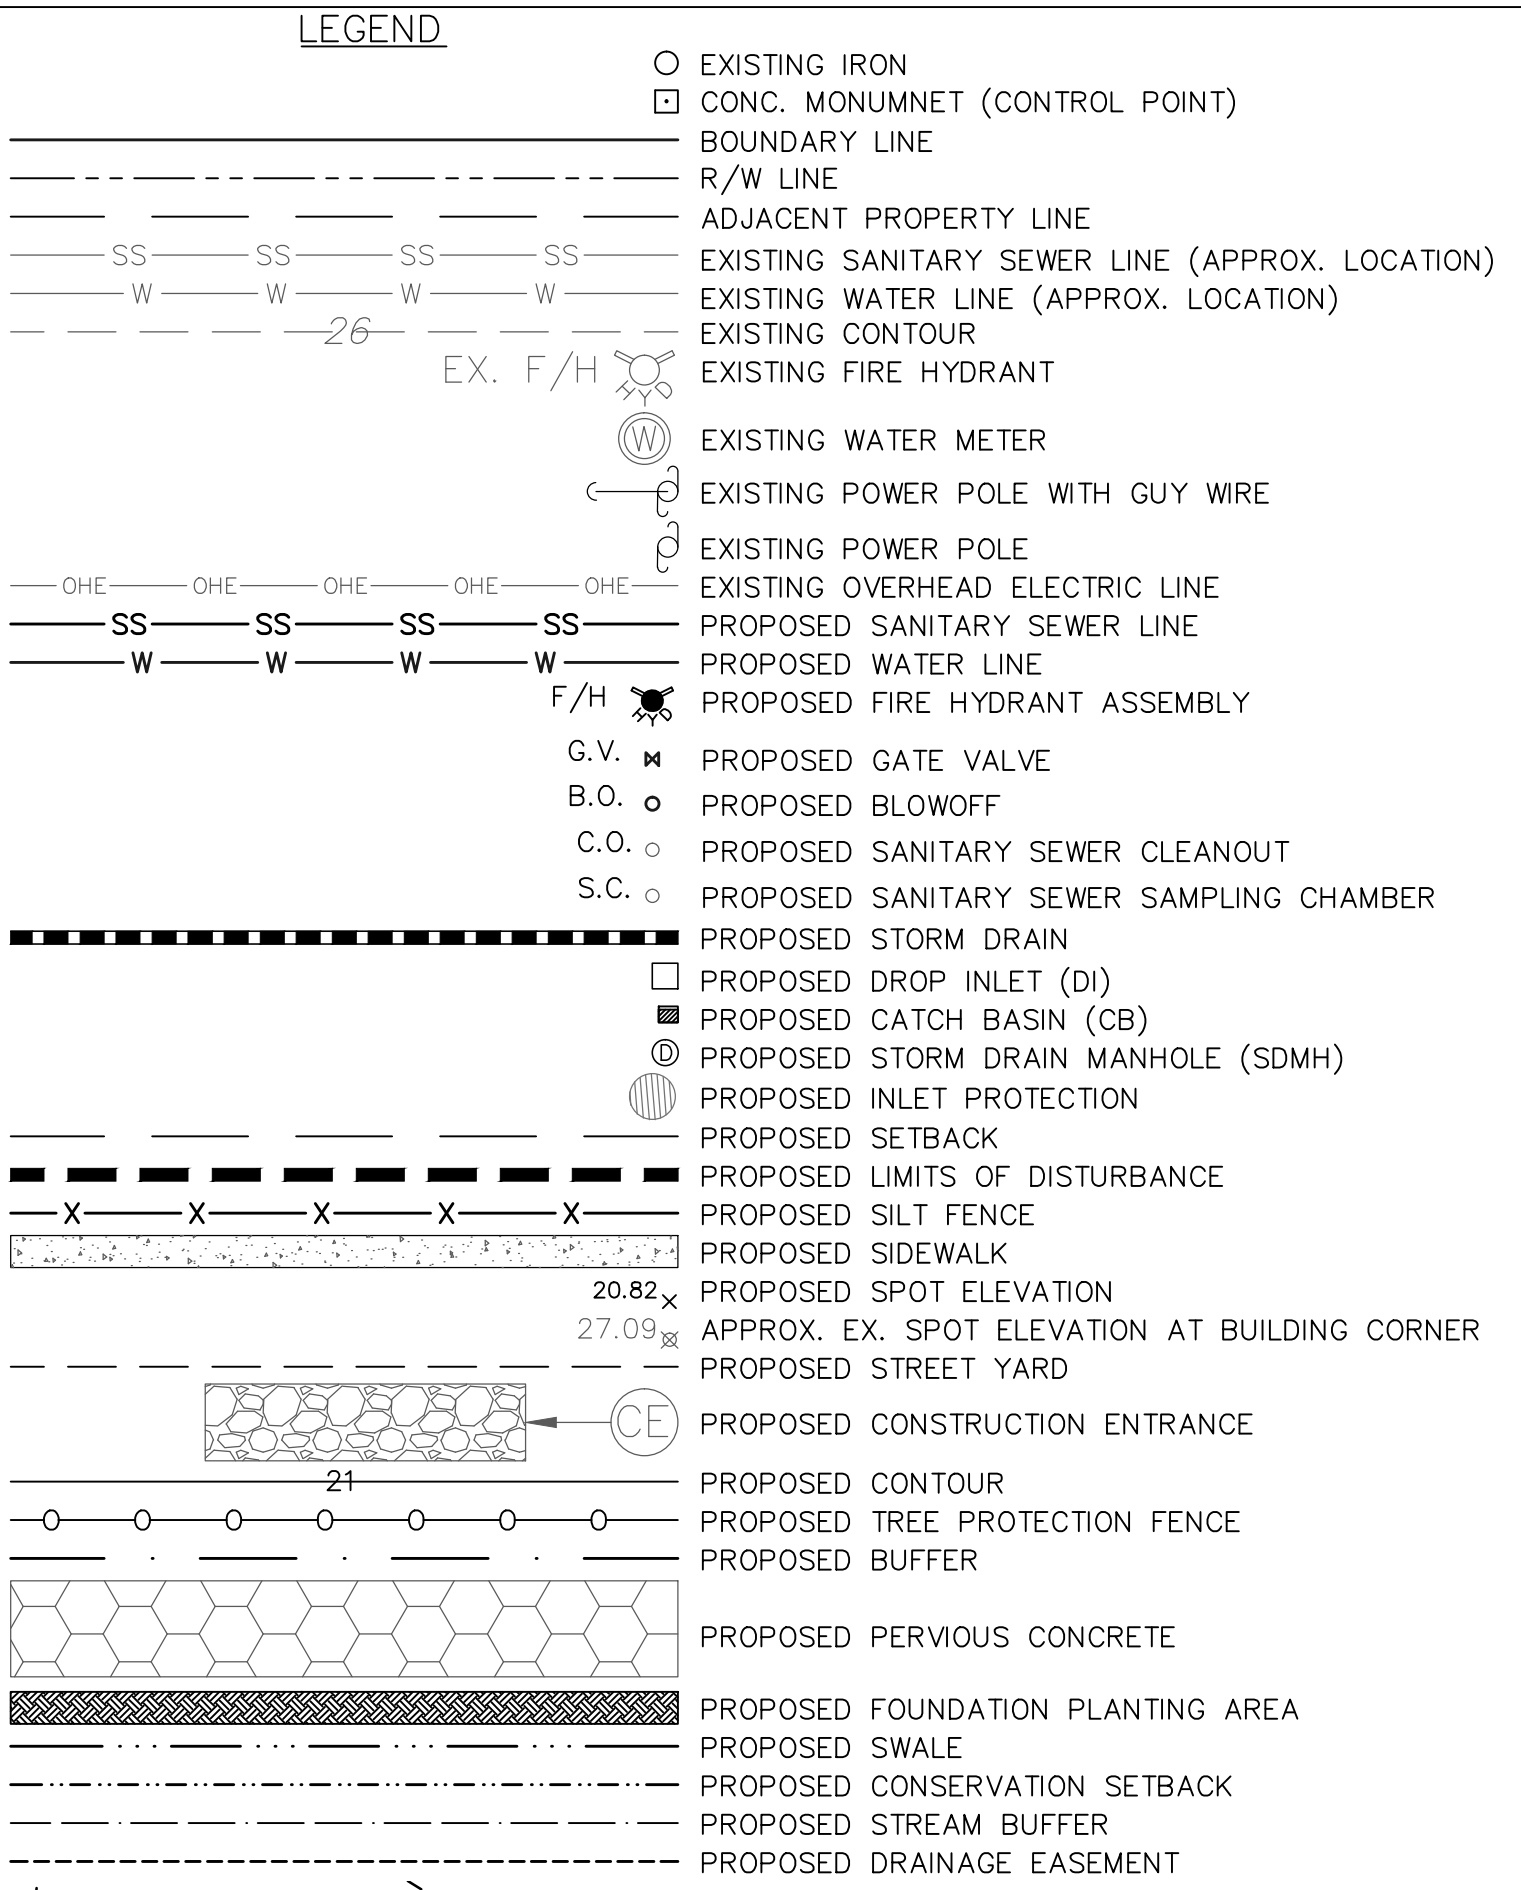 LEGEND
EXISTING IRON
CONC. MONUMNET (CONTROL POINT)
BOUNDARY LINE
R/W LINE
ADJACENT PROPERTY LINE
SS SS SS SS EXISTING SANITARY SEWER LINE (APPROX. LOCATION)
W W W W EXISTING WATER LINE (APPROX. LOCATION)
26 EXISTING CONTOUR
EX. F/H HYD EXISTING FIRE HYDRANT
W EXISTING WATER METER
EXISTING POWER POLE WITH GUY WIRE
EXISTING POWER POLE
OHE OHE OHE OHE OHE EXISTING OVERHEAD ELECTRIC LINE
SS SS SS SS PROPOSED SANITARY SEWER LINE
W W W W PROPOSED WATER LINE
F/H HYD PROPOSED FIRE HYDRANT ASSEMBLY
G.V. PROPOSED GATE VALVE
B.O. PROPOSED BLOWOFF
C.O. PROPOSED SANITARY SEWER CLEANOUT
S.C. PROPOSED SANITARY SEWER SAMPLING CHAMBER
PROPOSED STORM DRAIN
PROPOSED DROP INLET (DI)
PROPOSED CATCH BASIN (CB)
D PROPOSED STORM DRAIN MANHOLE (SDMH)
PROPOSED INLET PROTECTION
PROPOSED SETBACK
PROPOSED LIMITS OF DISTURBANCE
X X X X X PROPOSED SILT FENCE
PROPOSED SIDEWALK
20.82 PROPOSED SPOT ELEVATION
27.09 APPROX. EX. SPOT ELEVATION AT BUILDING CORNER
PROPOSED STREET YARD
CE PROPOSED CONSTRUCTION ENTRANCE
21 PROPOSED CONTOUR
O O O O O O O PROPOSED TREE PROTECTION FENCE
PROPOSED BUFFER
PROPOSED PERVIOUS CONCRETE
PROPOSED FOUNDATION PLANTING AREA
PROPOSED SWALE
PROPOSED CONSERVATION SETBACK
PROPOSED STREAM BUFFER
PROPOSED DRAINAGE EASEMENT